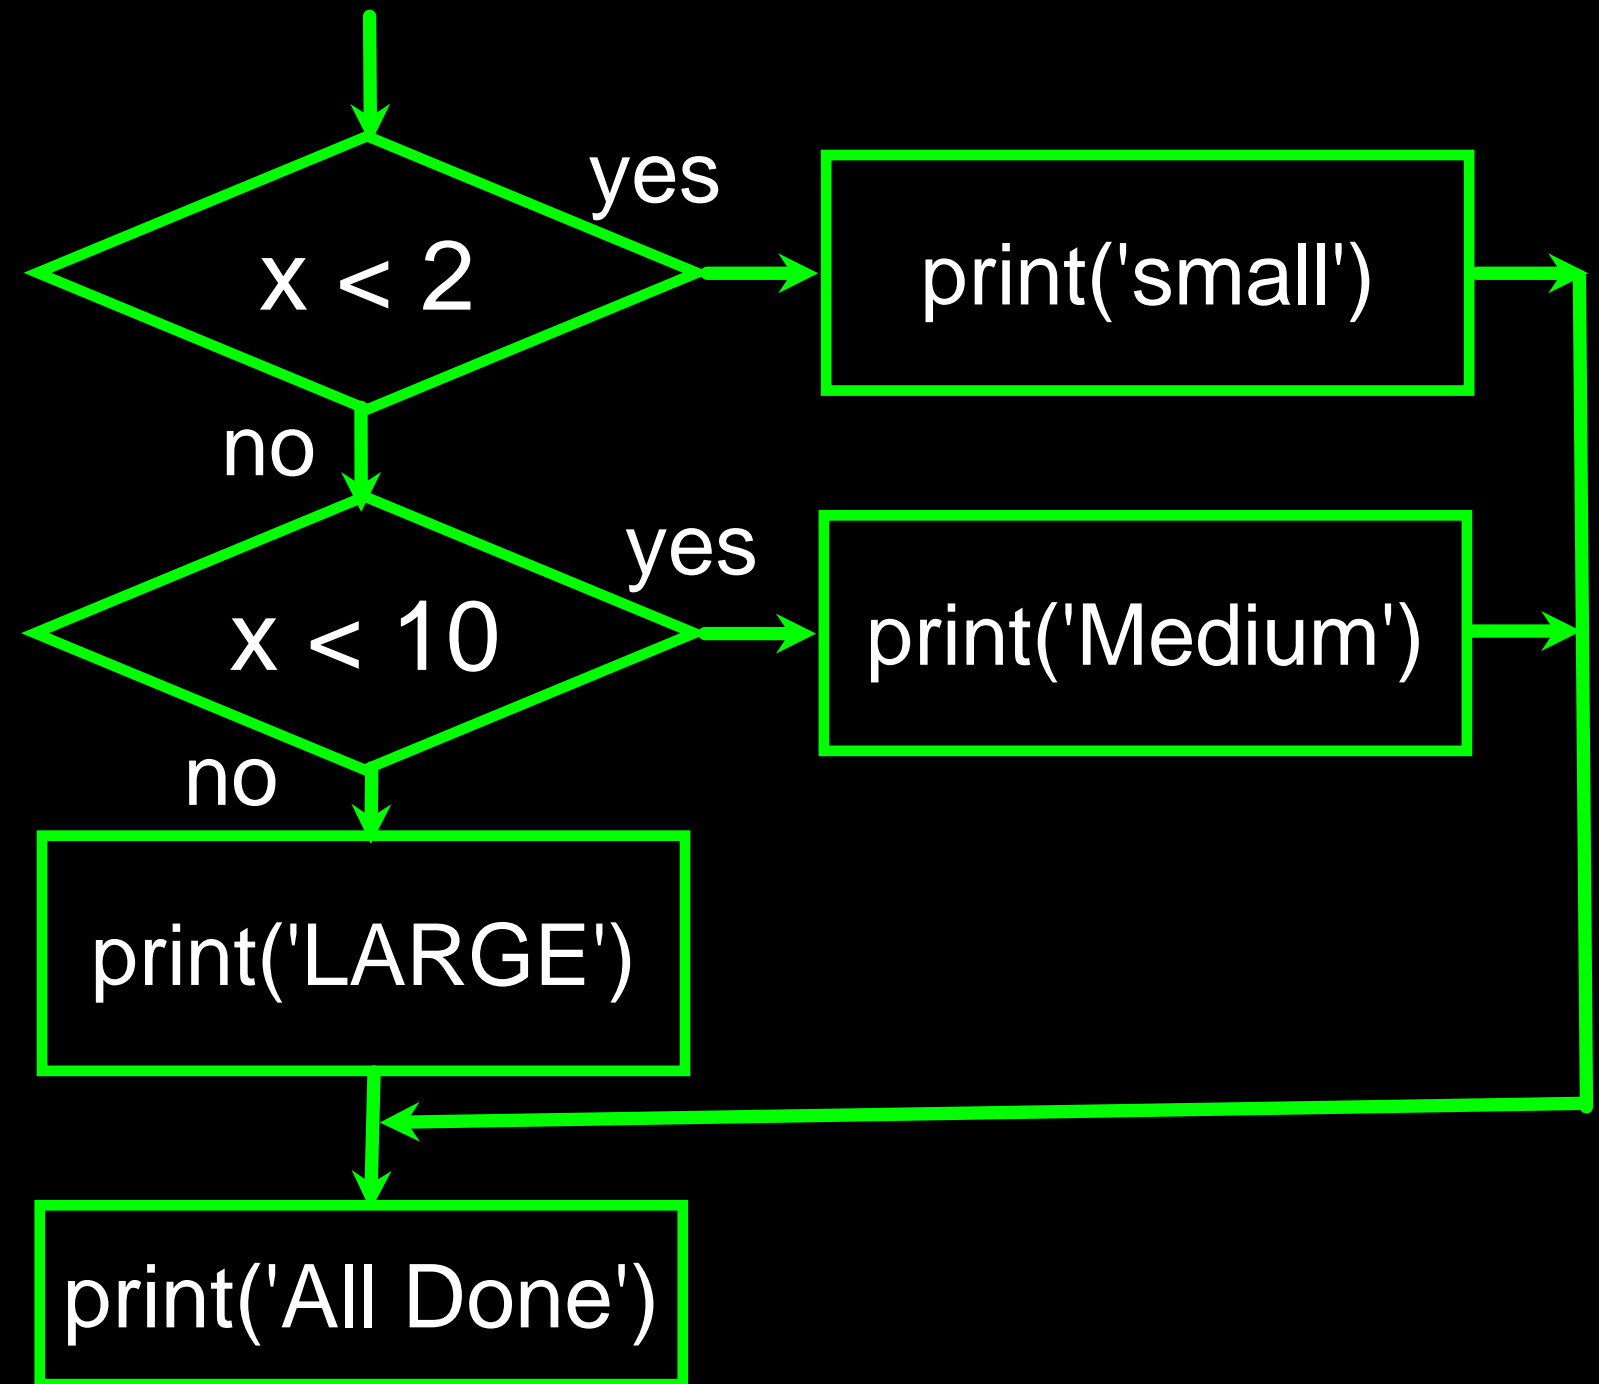 yes
x < 2
print('small')
no
yes
x < 10
print('Medium')
no
print('LARGE')
print('All Done')